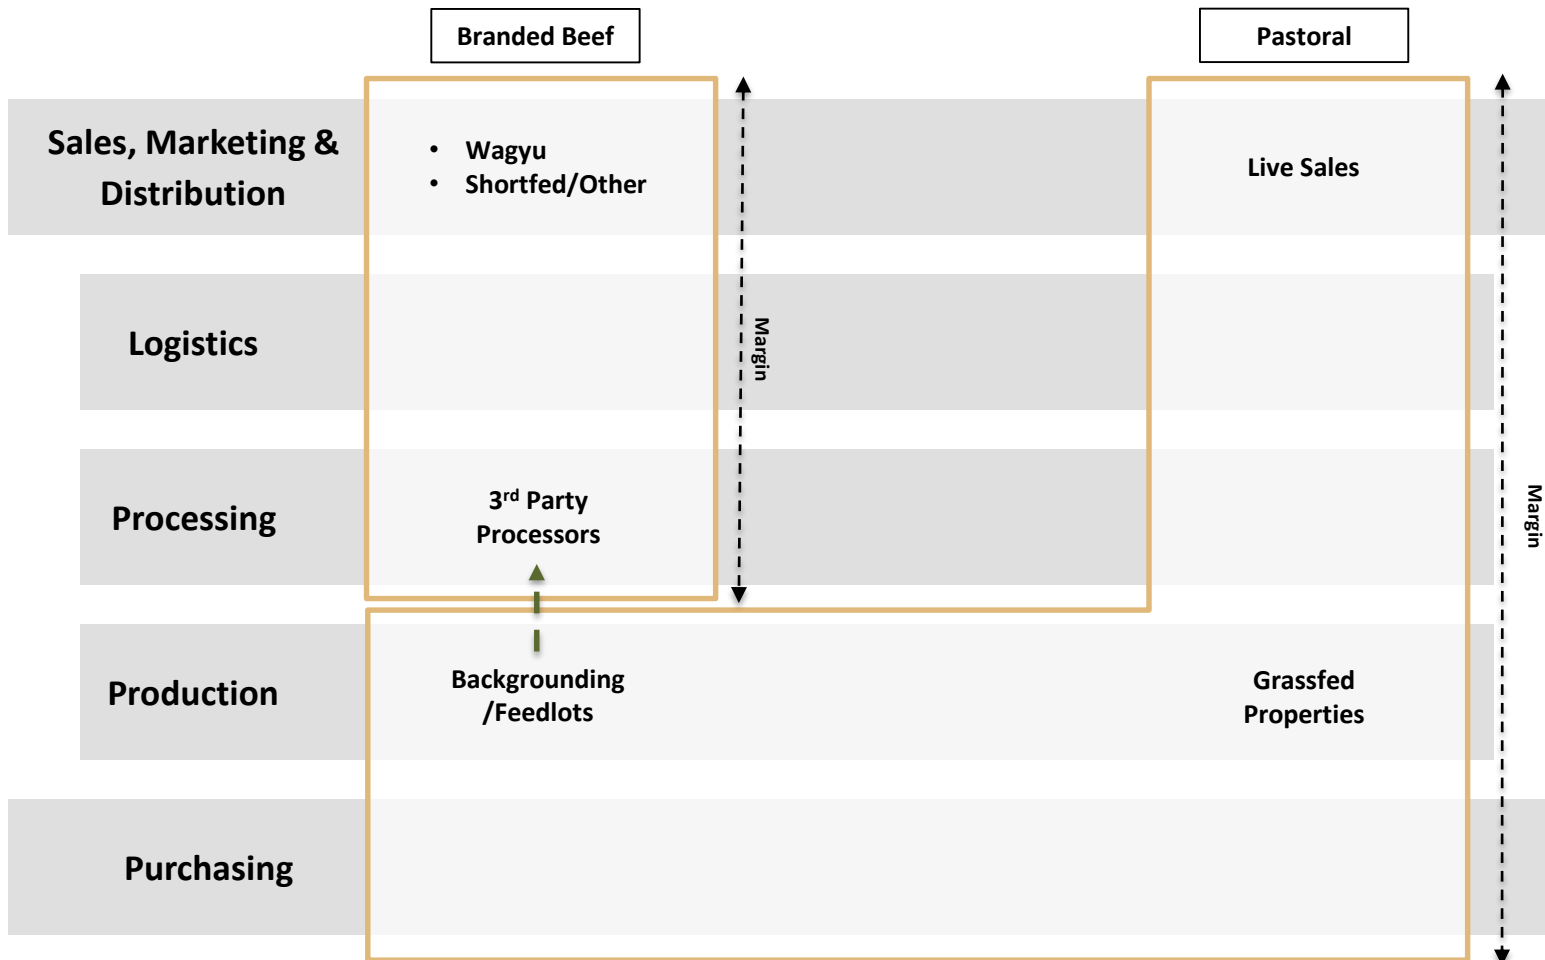 Branded Beef
Pastoral
Sales, Marketing &
Distribution
• Wagyu
• Shortfed/Other
Live Sales
Logistics
Margin
Processing
3rd Party
Processors
Margin
Production
Backgrounding
/Feedlots
Grassfed
Properties
Purchasing